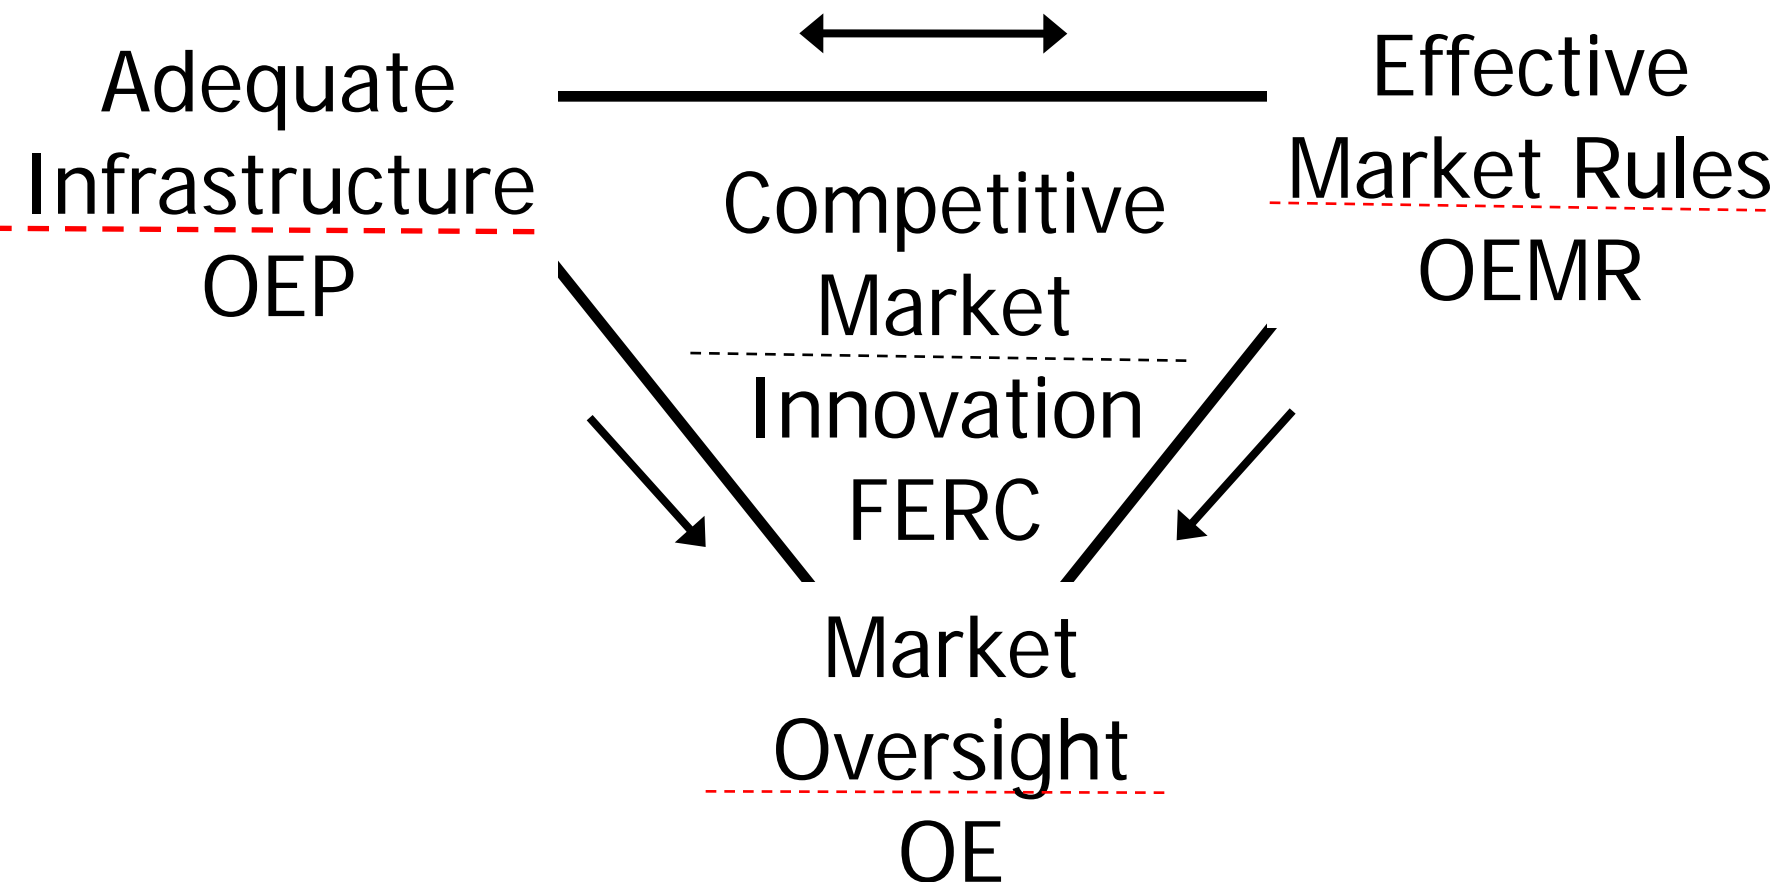 Adequate
Infrastructure
OEP
Effective
Market Rules
OEMR
Competitive
Market
Innovation
FERC
Market
Oversight
OE